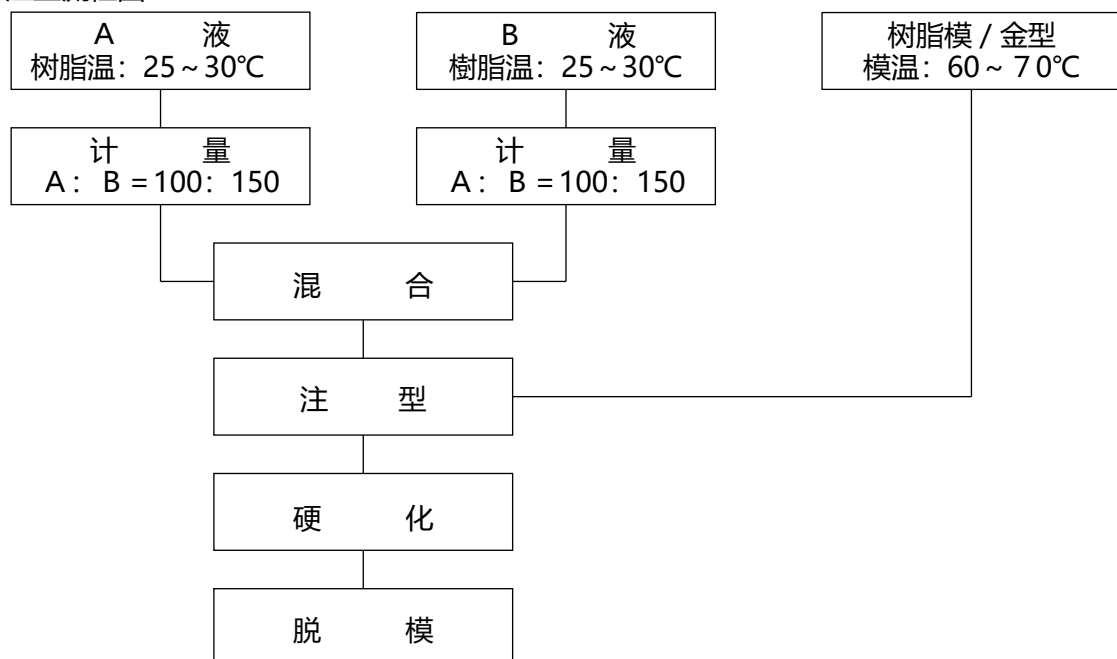 A 液
树脂温：25～30℃
B 液
樹脂温：25～30℃
树脂模 / 金型
模温：60～７０℃
计 量
A：B＝100：150
计 量
A：B＝100：150
混 合
注 型
硬 化
脱 模